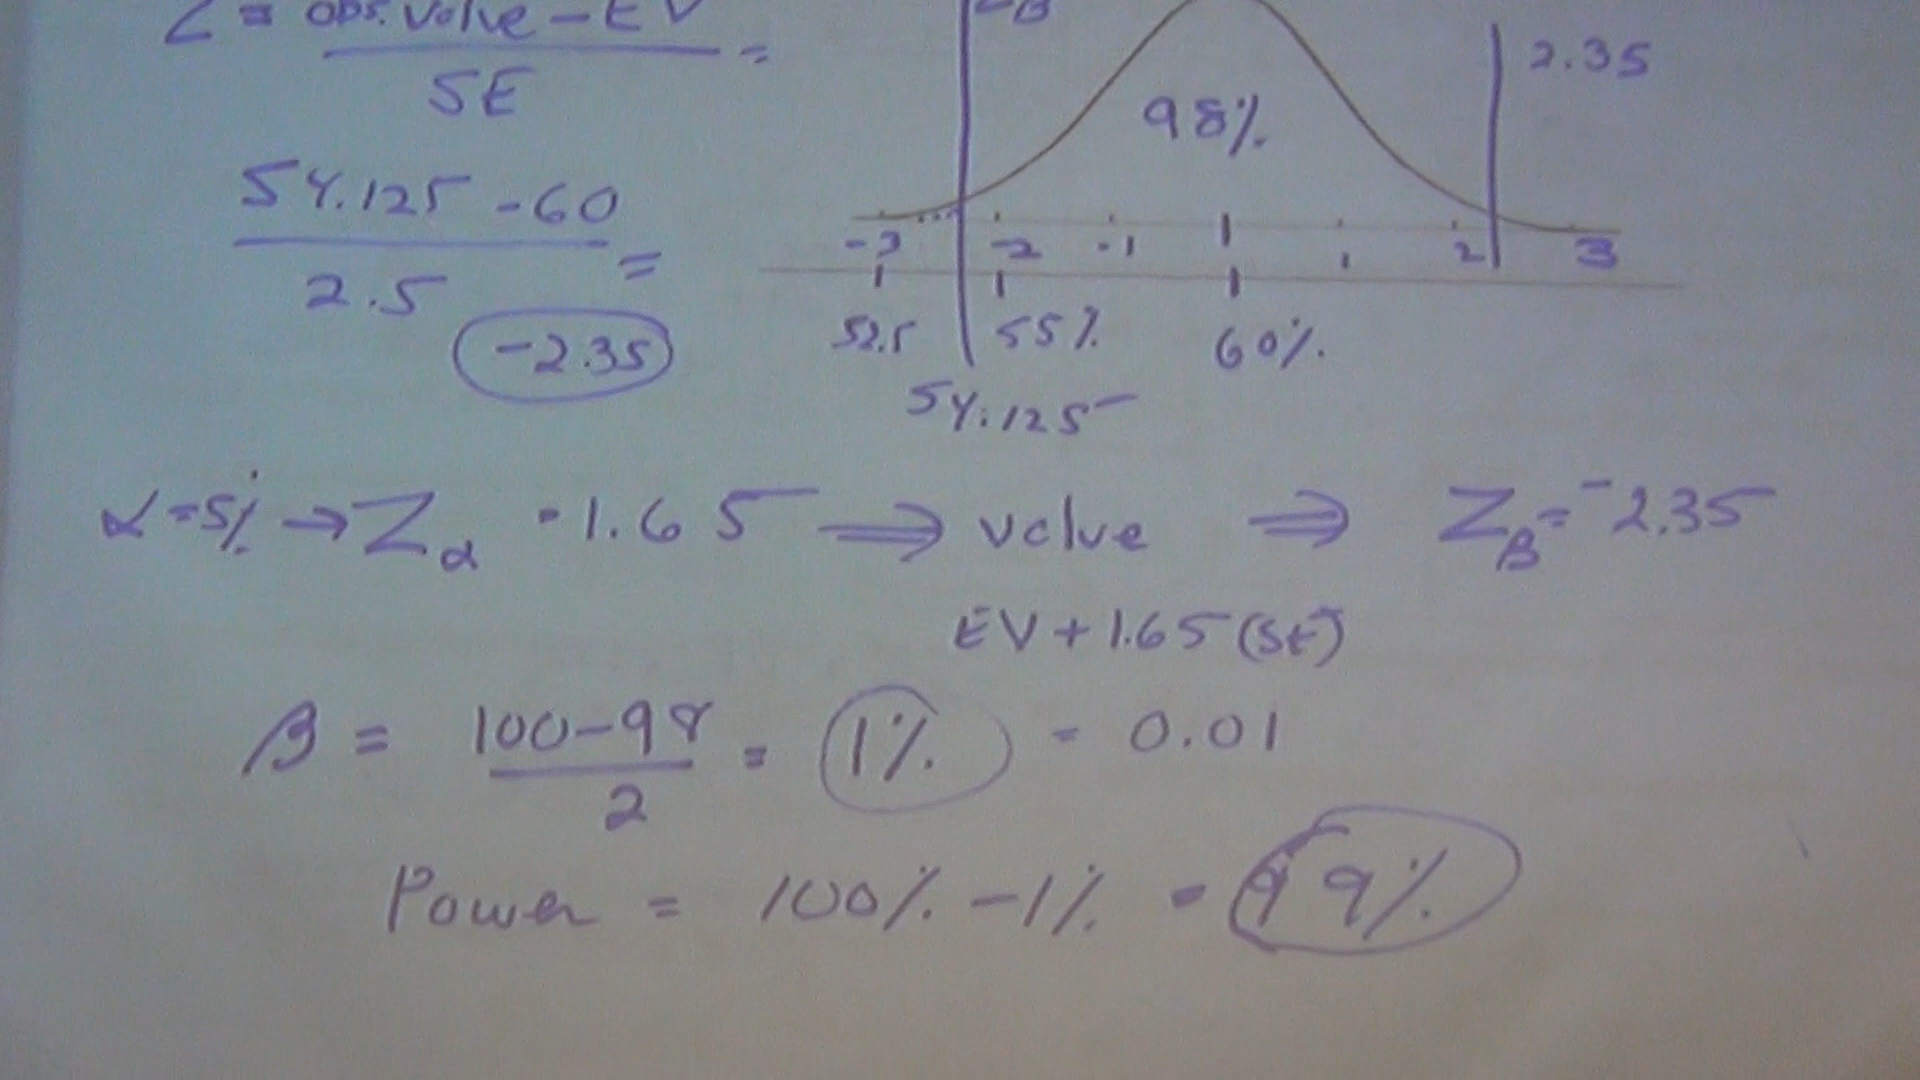 Z = obs. value - EV
SE
=
54.125 - 60
2.5
=
-2.35
98%
2.35
-3 -2 -1 1 2 3
52.5 55% 60%
54.125
α = 5% → Zα = 1.65 ⇒ value ⇒ Zβ = -2.35
EV + 1.65 (SE)
β = 100-98 = 1% = 0.01
2
Power = 100% - 1% = 99%